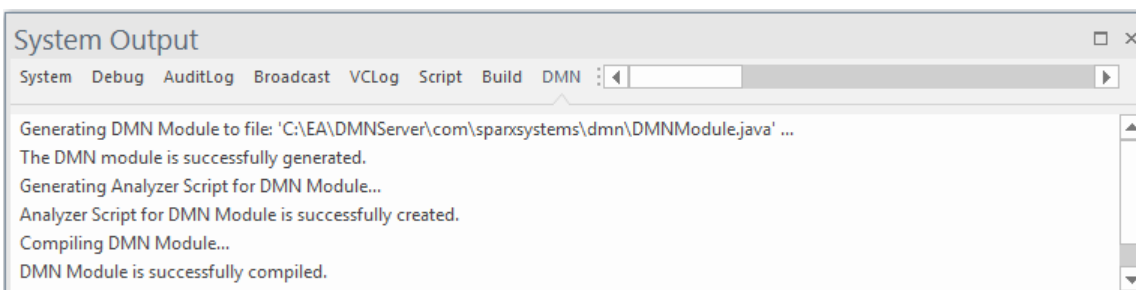 System Output
System Debug AuditLog Broadcast VCLog Script Build DMN
Generating DMN Module to file: 'C:\EA\DMNServer\com\sparxsystems\dmn\DMNModule.java' ...
The DMN module is successfully generated.
Generating Analyzer Script for DMN Module...
Analyzer Script for DMN Module is successfully created.
Compiling DMN Module...
DMN Module is successfully compiled.